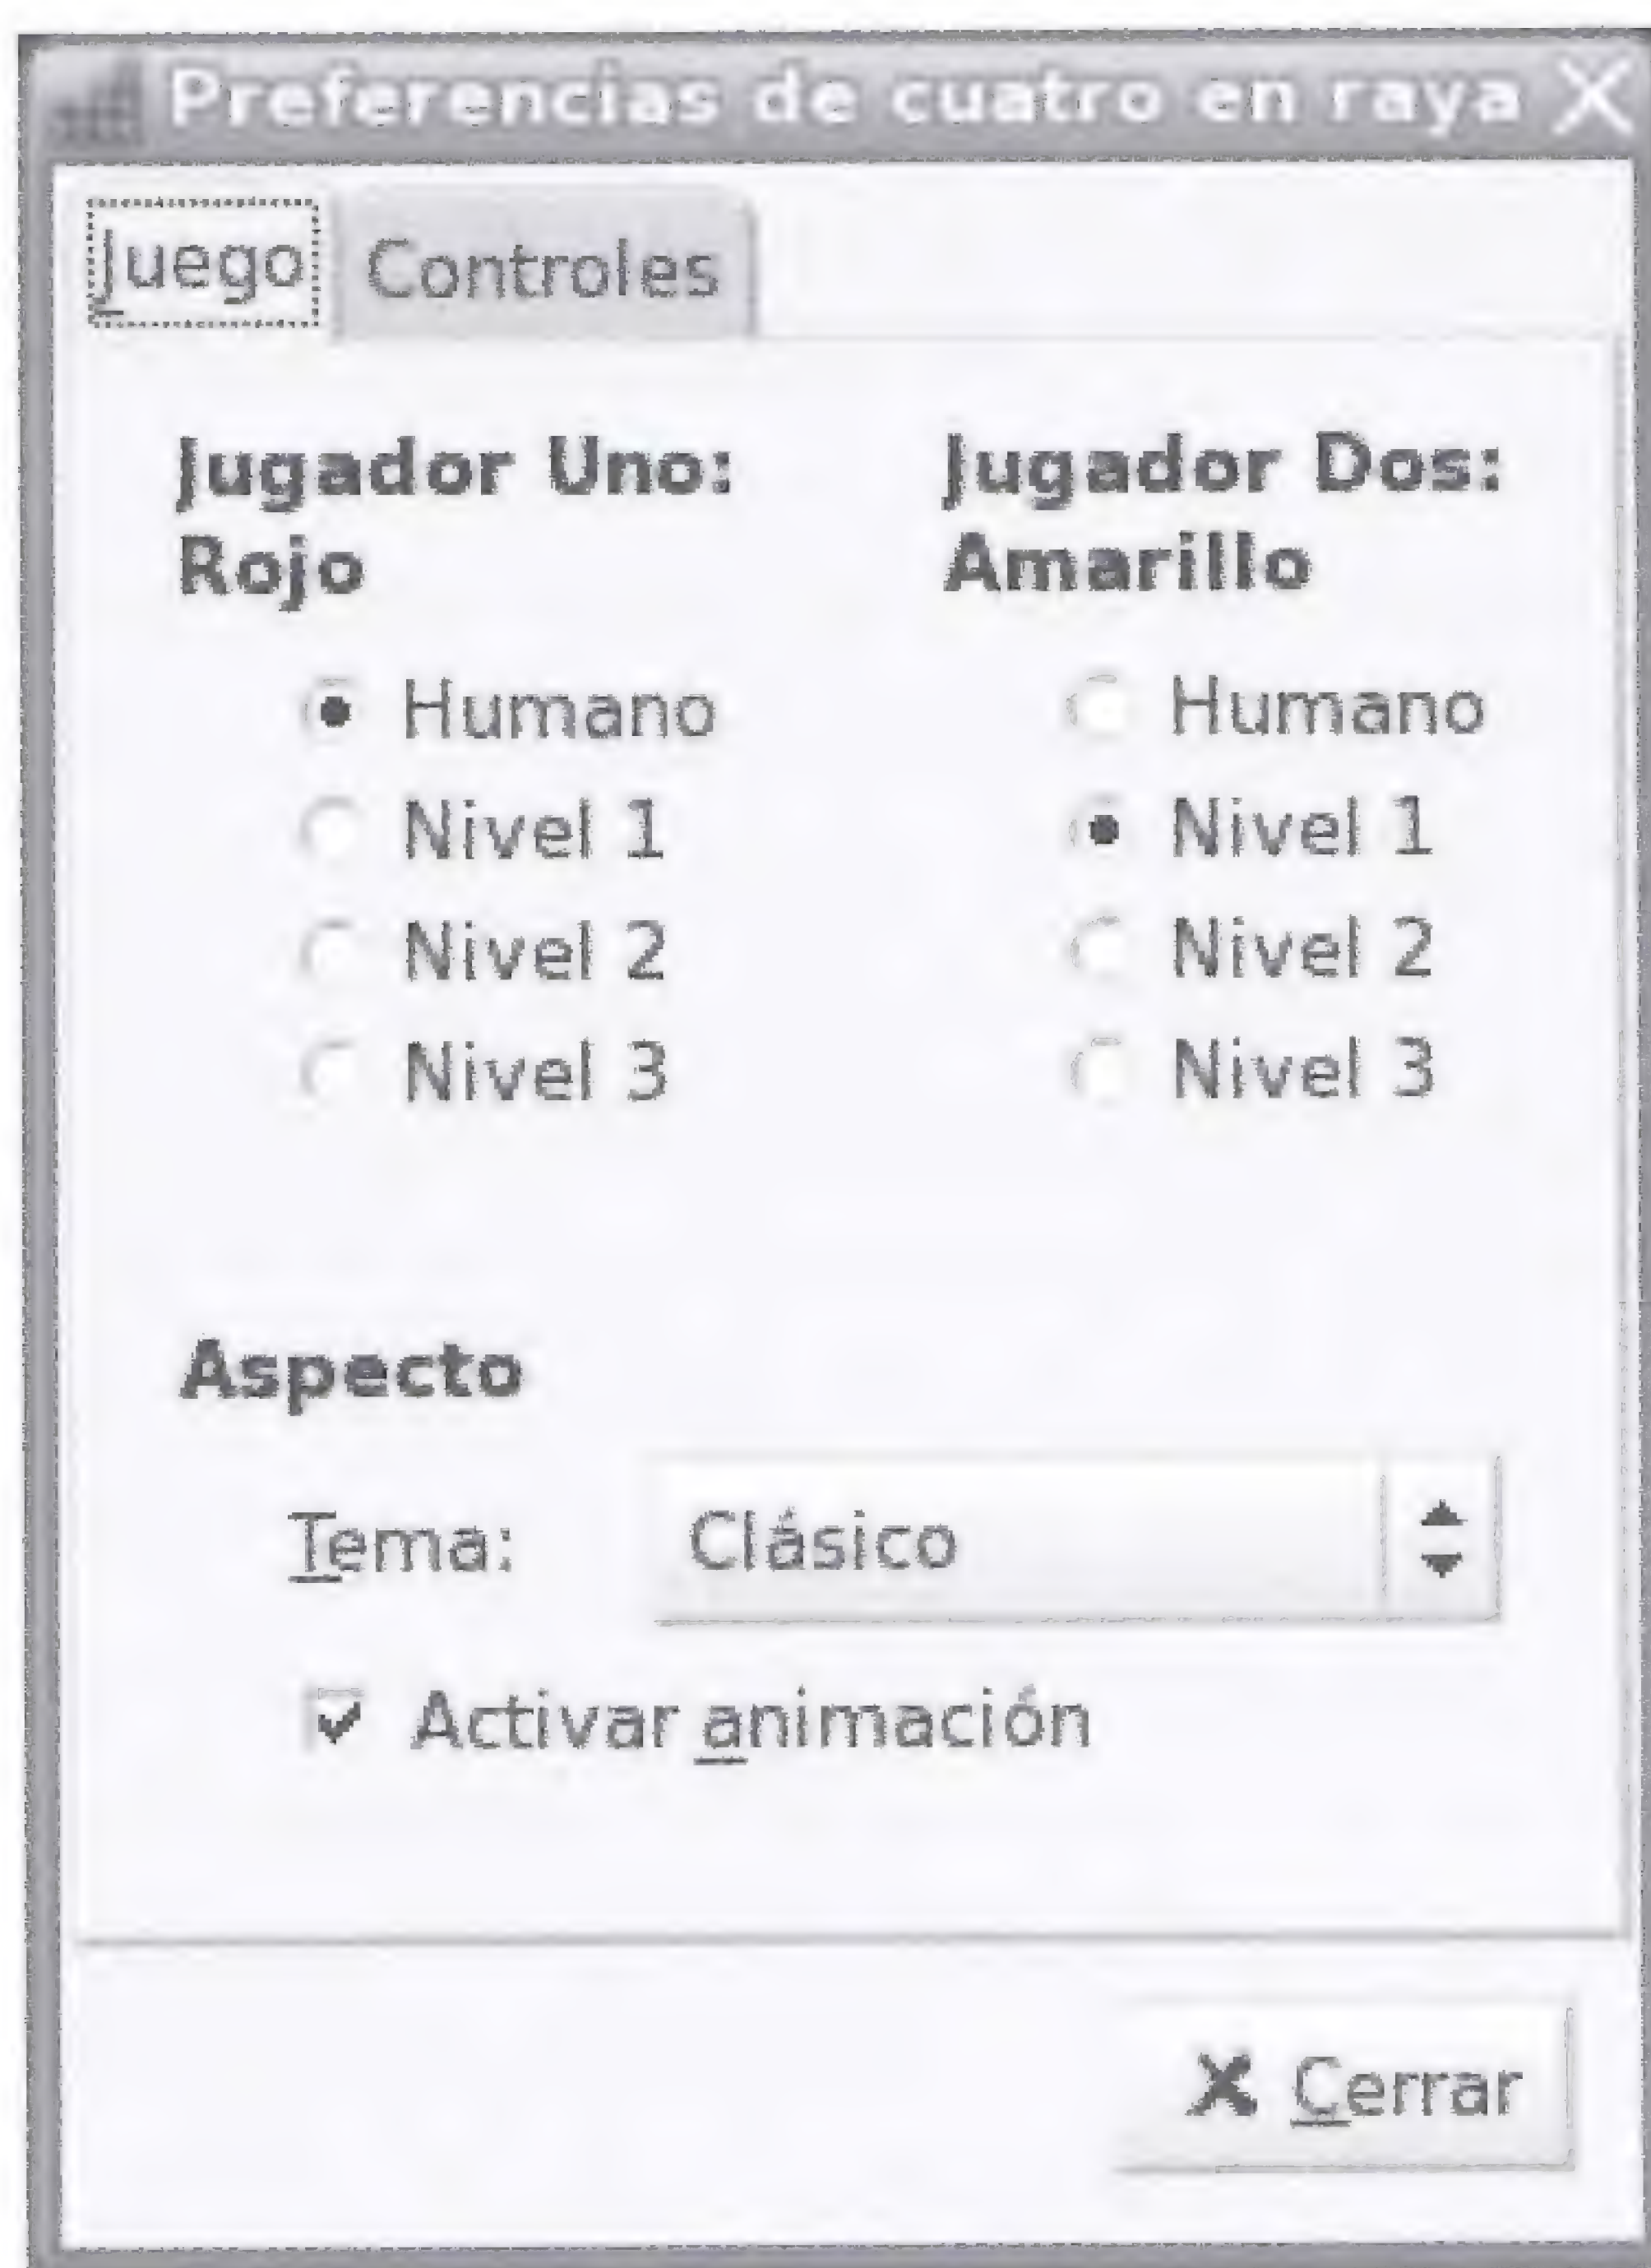 Preferencias de cuatro en raya
Juego Controles
Jugador Uno:
Rojo
Humano
Nivel 1
Nivel 2
Nivel 3
Jugador Dos:
Amarillo
Humano
Nivel 1
Nivel 2
Nivel 3
Aspecto
Tema: Clásico
Activar animación
Cerrar